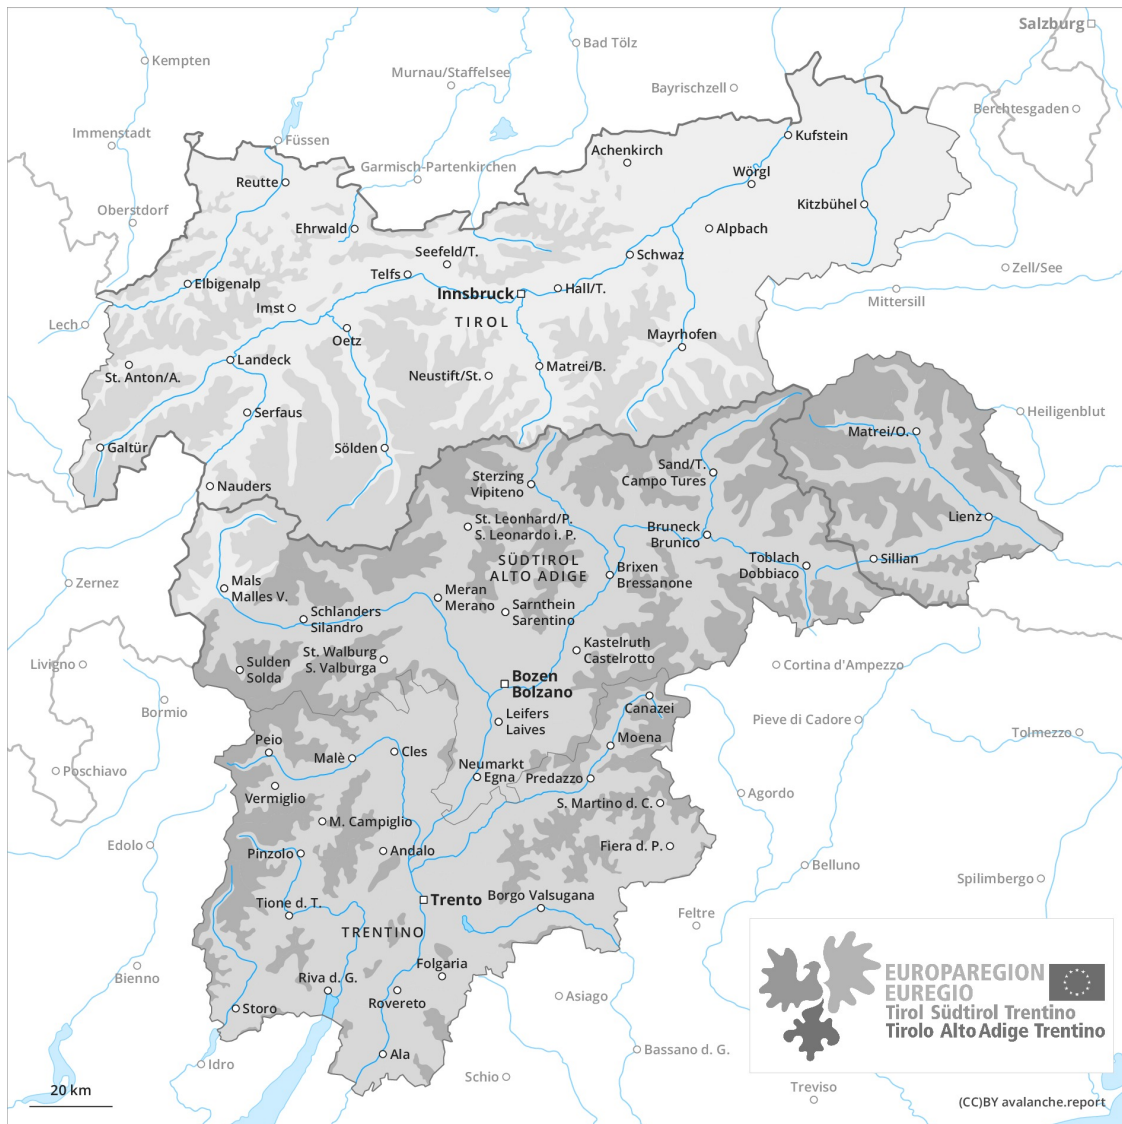 Salzburg
Bad Tölz
Kempten
Murnau/Staffelsee
Bayrischzell
Berchtesgaden
Immenstadt
Füssen
Kufstein
Achenkirch
Garmisch-Partenkirchen
Wörgl
Reutte
Kitzbühel
Oberstdorf
Ehrwald
Alpbach
Seefeld/T.
Schwaz
Telfs
Zell/See
Elbigenalp
Hall/T.
Innsbruck
Mittersill
Imst
TIROL
Lech
Oetz
Mayrhofen
Landeck
Matrei/B.
St. Anton/A.
Neustift/St.
Serfaus
Heiligenblut
Matrei/O.
Galtür
Sölden
Sand/T.
Campo Tures
Sterzing
Vipiteno
Nauders
Lienz
St. Leonhard/P.
S. Leonardo i. P.
Bruneck
Brunico
SÜDTIROL
ALTO ADIGE
Toblach
Dobbiaco
Sillian
Brixen
Bressanone
Zernez
Mals
Malles V.
Meran
Merano
Sarnthein
Sarentino
Schlanders
Silandro
Kastelruth
Castelrotto
St. Walburg
S. Valburga
Livigno
Sulden
Solda
Cortina d'Ampezzo
Bozen
Bolzano
Canazei
Bormio
Leifers
Laives
Pieve di Cadore
Tolmezzo
Moena
Peio
Malè
Cles
Neumarkt
Egna
Predazzo
Poschiavo
Vermiglio
S. Martino d. C.
Agordo
M. Campiglio
Edolo
Pinzolo
Andalo
Fiera d. P.
Belluno
Spilimbergo
Tione d. T.
Trento
Borgo Valsugana
Feltre
TRENTINO
Bienno
Folgaria
Riva d. G.
Rovereto
Asiago
Storo
EUROPAREGION
EUREGIO
Tirol Südtirol Trentino
Tirolo Alto Adige Trentino
Ala
Idro
Bassano d. G.
Schio
Treviso
20 km
(CC)BY avalanche.report